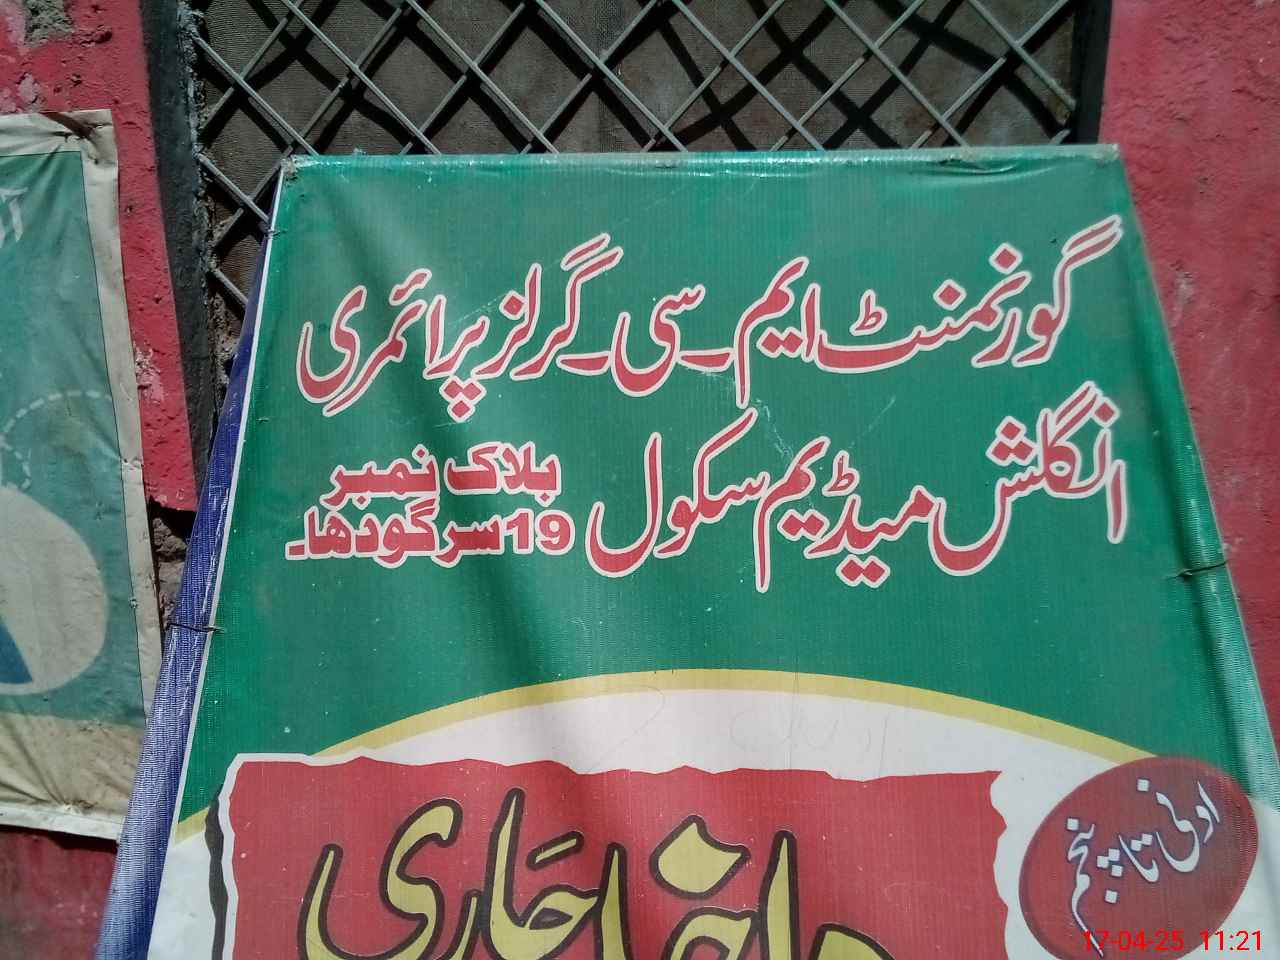 گورنمنٹ ایم۔سی۔گرلز پرائمری
انگلش میڈیم سکول
بلاک نمبر
19 سرگودھا۔
اونی تا پنجم
داخلہ جاری
17-04-25 11:21